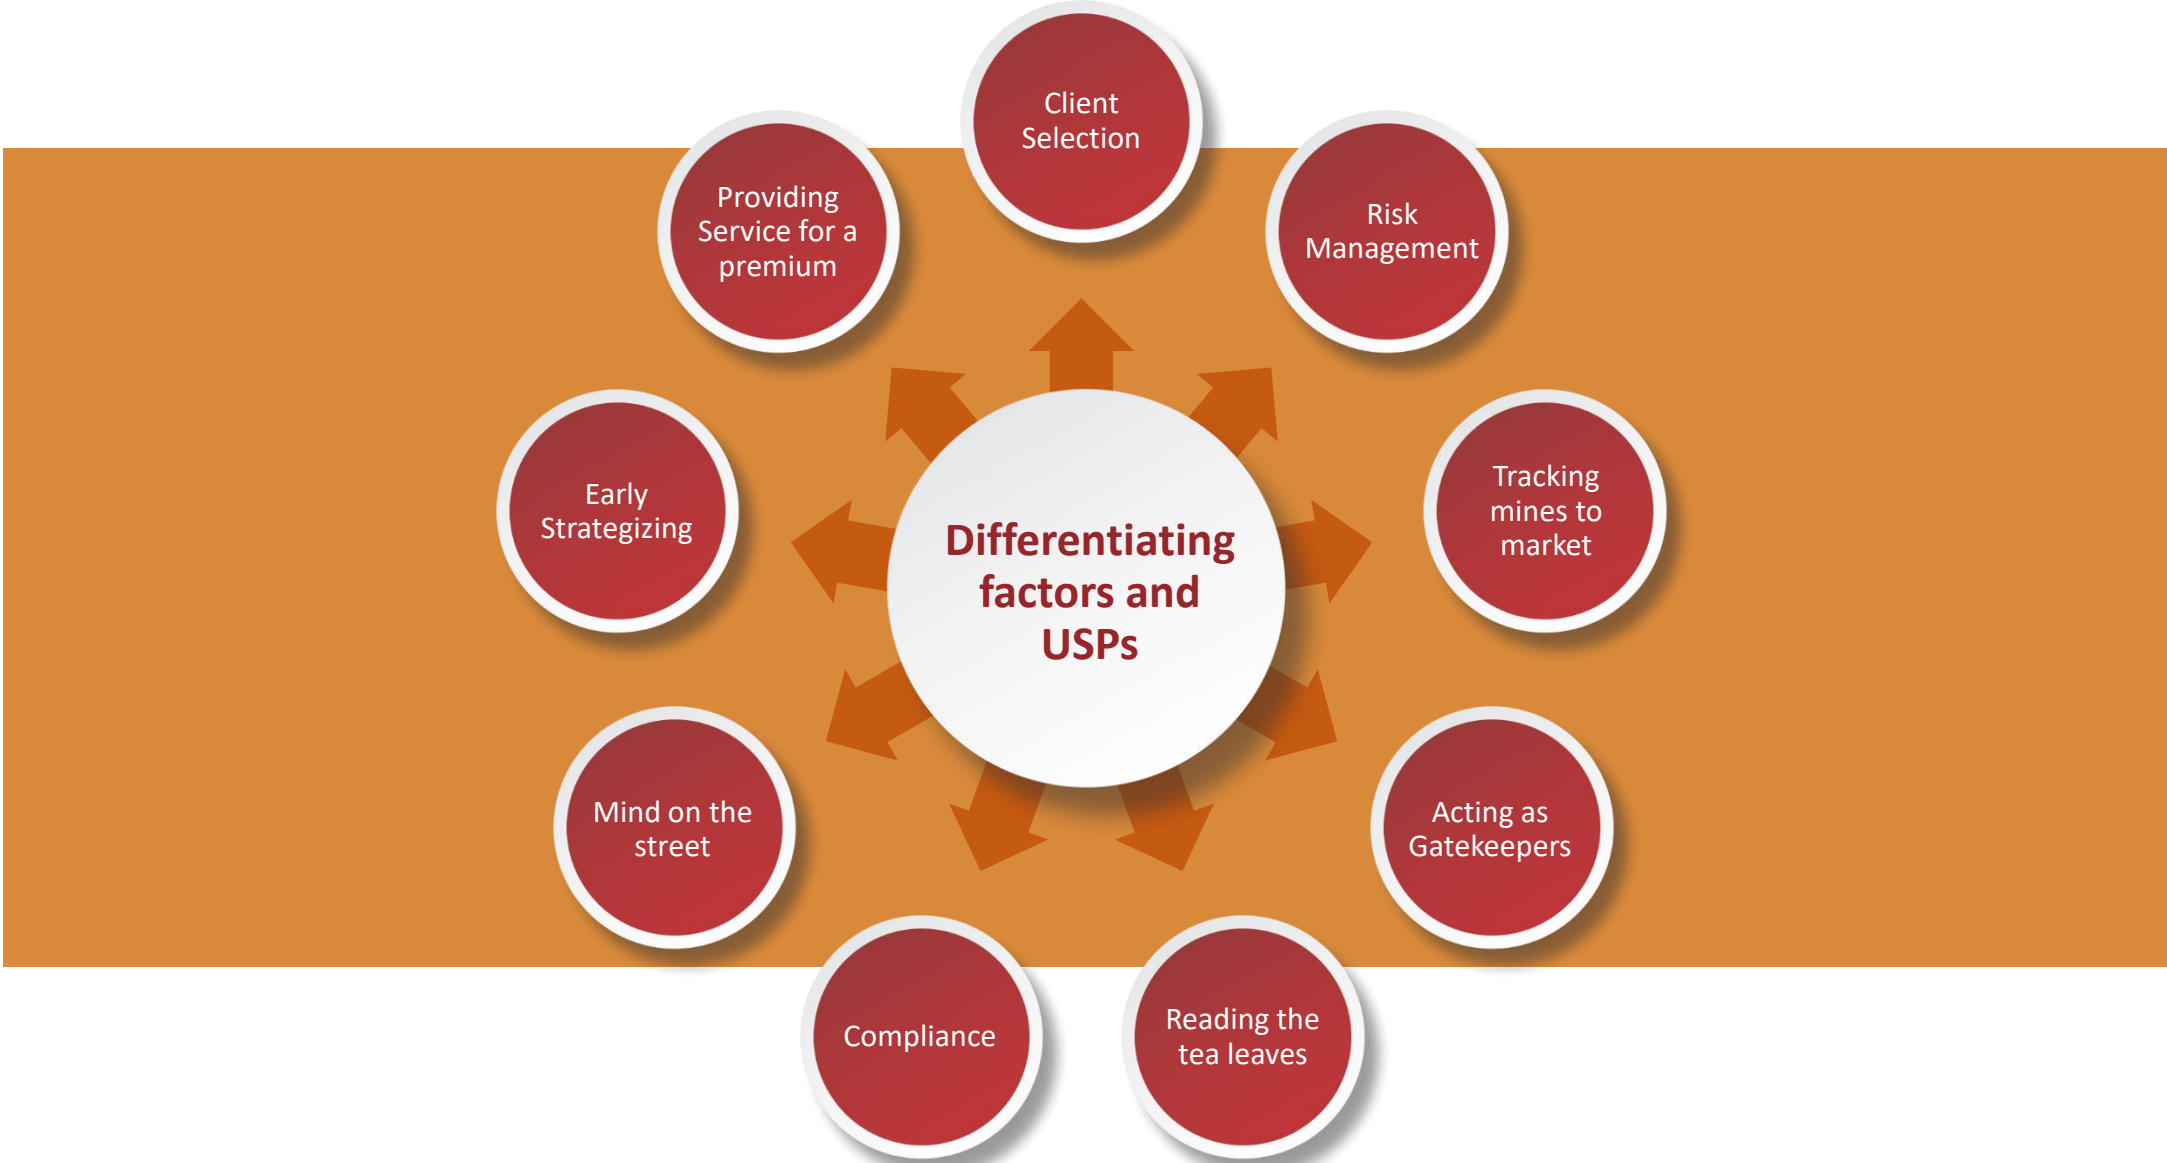 Client
Selection
Risk
Management
Tracking
mines to
market
Acting as
Gatekeepers
Reading the
tea leaves
Compliance
Mind on the
street
Early
Strategizing
Providing
Service for a
premium
Differentiating
factors and
USPs